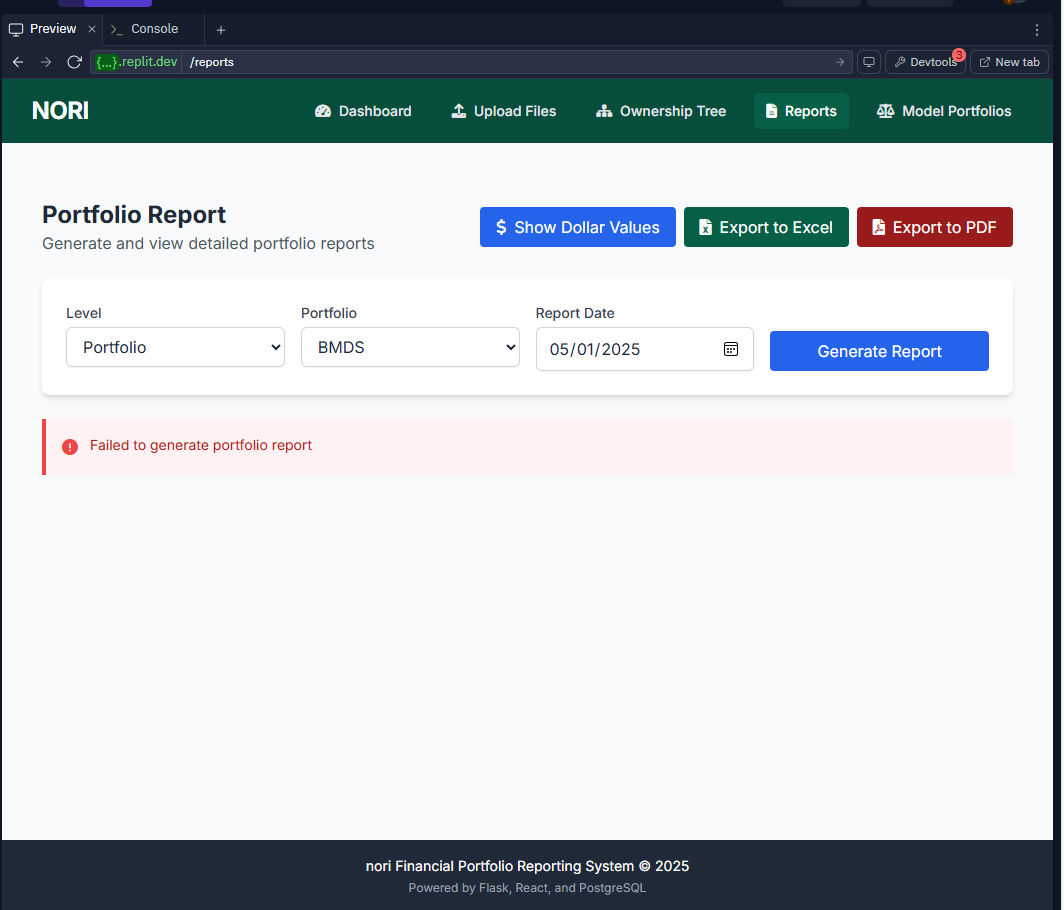 Preview × >_ Console +
{...}.replit.dev /reports Devtools 3 New tab
NORI Dashboard Upload Files Ownership Tree Reports Model Portfolios
Portfolio Report
Generate and view detailed portfolio reports
$ Show Dollar Values Export to Excel Export to PDF
Level Portfolio Report Date
Portfolio BMDS 05/01/2025 Generate Report
Failed to generate portfolio report
nori Financial Portfolio Reporting System © 2025
Powered by Flask, React, and PostgreSQL